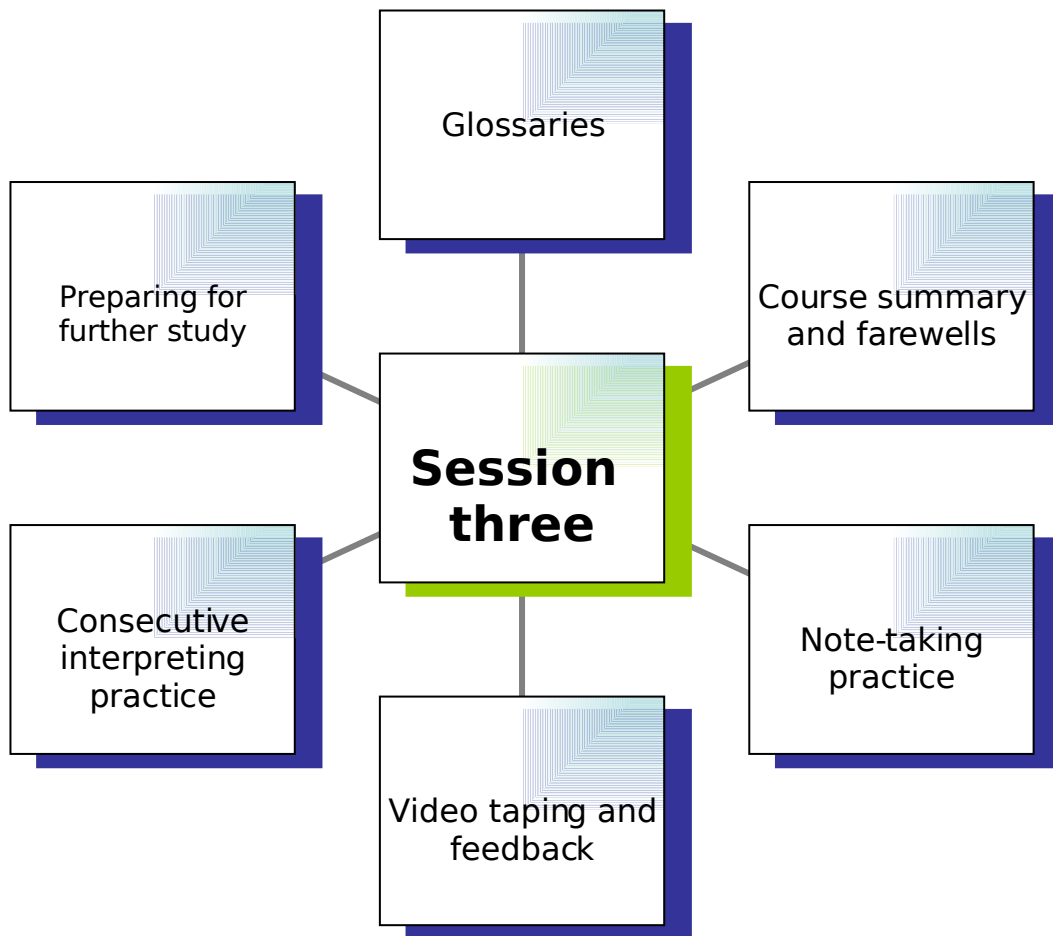 Glossaries
Preparing for
further study
Course summary
and farewells
Session
three
Consecutive
interpreting
practice
Note-taking
practice
Video taping and
feedback